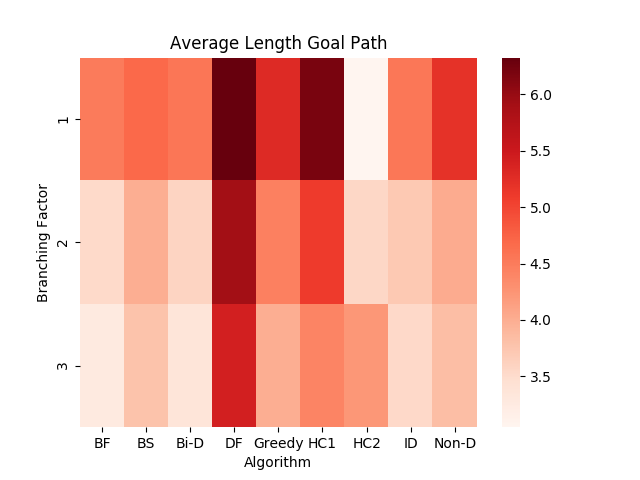 Average Length Goal Path
Branching Factor
1
2
3
BF BS Bi-D DF Greedy HC1 HC2 ID Non-D
Algorithm
6.0
5.5
5.0
4.5
4.0
3.5